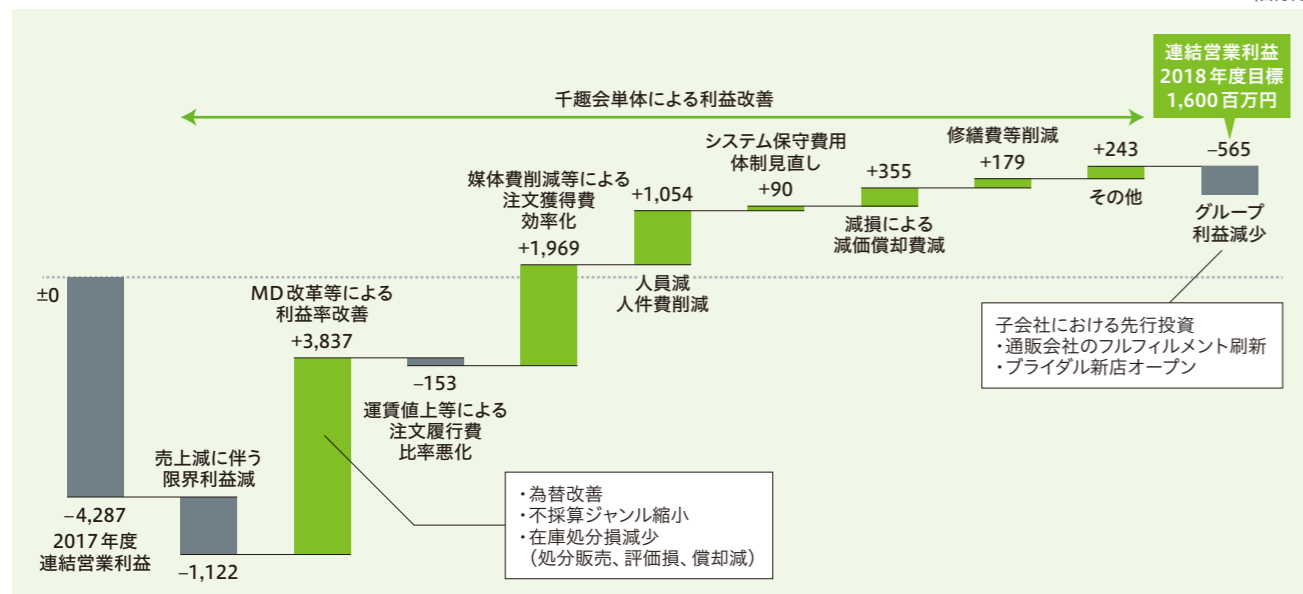 連結営業利益
2018年度目標
1,600百万円
千趣会単体による利益改善
±0
–4,287
2017年度
連結営業利益
売上減に伴う
限界利益減
–1,122
MD改革等による
利益率改善
+3,837
–153
運賃値上等による
注文履行費
比率悪化
媒体費削減等による
注文獲得費
効率化
+1,969
+1,054
人員減
人件費削減
システム保守費用
体制見直し
+90
+355
減損による
減価償却費減
修繕費等削減
+179
+243
その他
–565
グループ
利益減少
子会社における先行投資
・通販会社のフルフィルメント刷新
・ブライダル新店オープン
・為替改善
・不採算ジャンル縮小
・在庫処分損減少
（処分販売、評価損、償却減）